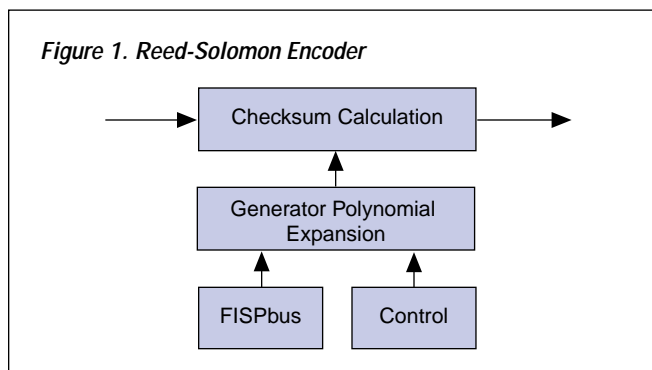 Figure 1. Reed-Solomon Encoder
Checksum Calculation
Generator Polynomial
Expansion
FISPbus
Control